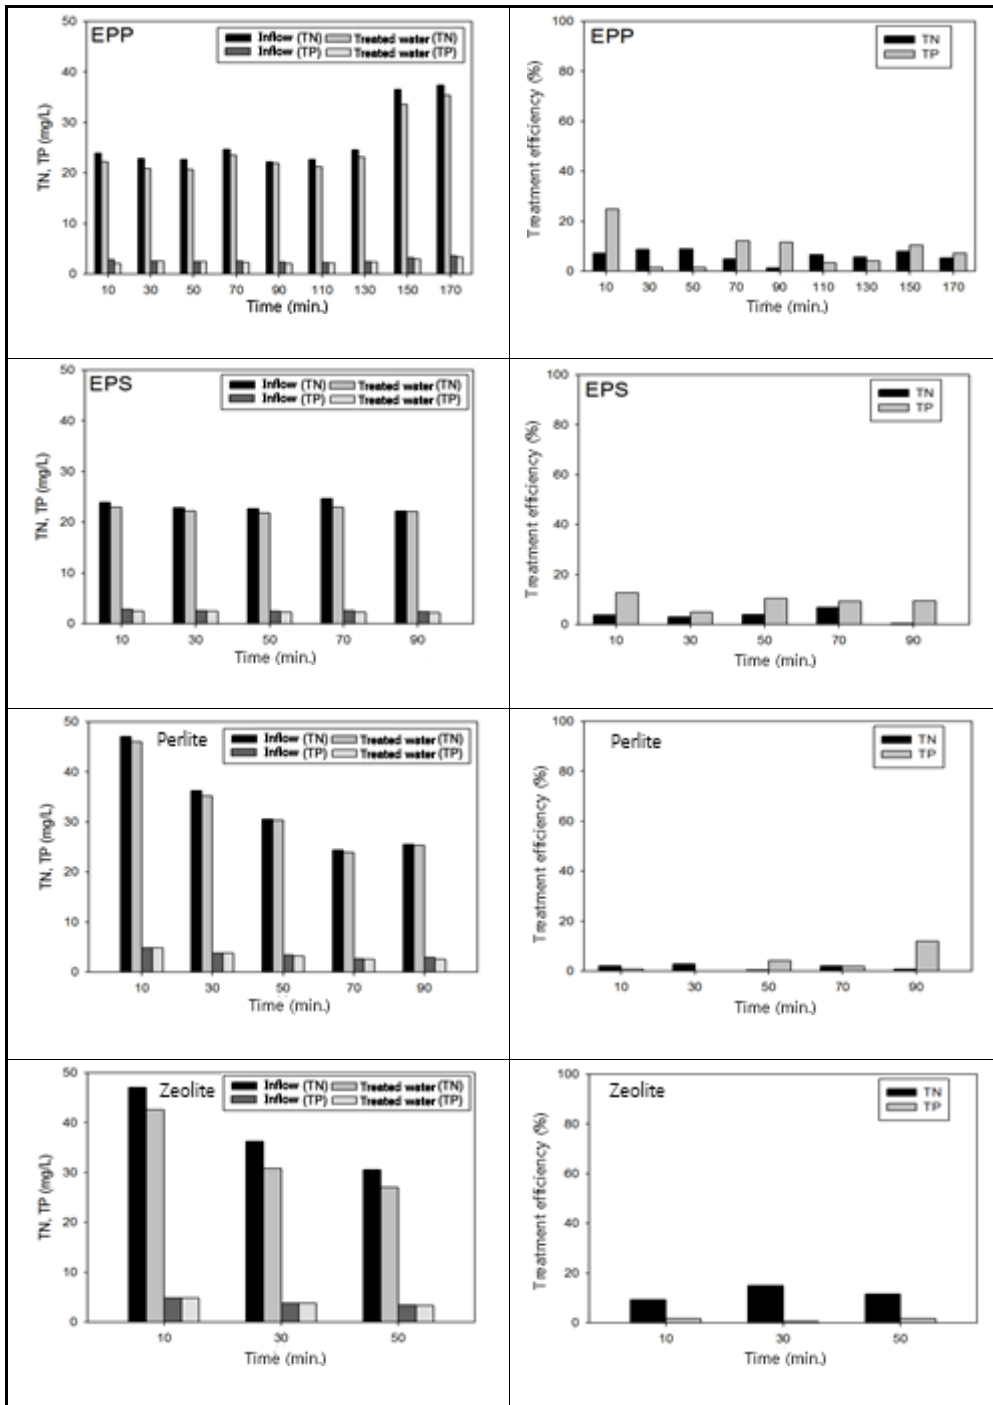 EPP
Inflow (TN) Treated water (TN)
Inflow (TP) Treated water (TP)
TN, TP (mg/L)
50
40
30
20
10
0
10 30 50 70 90 110 130 150 170
Time (min.)
EPP
TN
TP
Treatment efficiency (%)
100
80
60
40
20
0
10 30 50 70 90 110 130 150 170
Time (min.)
EPS
Inflow (TN) Treated water (TN)
Inflow (TP) Treated water (TP)
TN, TP (mg/L)
50
40
30
20
10
0
10 30 50 70 90
Time (min.)
EPS
TN
TP
Treatment efficiency (%)
100
80
60
40
20
0
10 30 50 70 90
Time (min.)
Perlite
Inflow (TN) Treated water (TN)
Inflow (TP) Treated water (TP)
TN, TP (mg/L)
50
40
30
20
10
0
10 30 50 70 90
Time (min.)
Perlite
TN
TP
Treatment efficiency (%)
100
80
60
40
20
0
10 30 50 70 90
Time (min.)
Zeolite
Inflow (TN) Treated water (TN)
Inflow (TP) Treated water (TP)
TN, TP (mg/L)
50
40
30
20
10
0
10 30 50
Time (min.)
Zeolite
TN
TP
Treatment efficiency (%)
100
80
60
40
20
0
10 30 50
Time (min.)